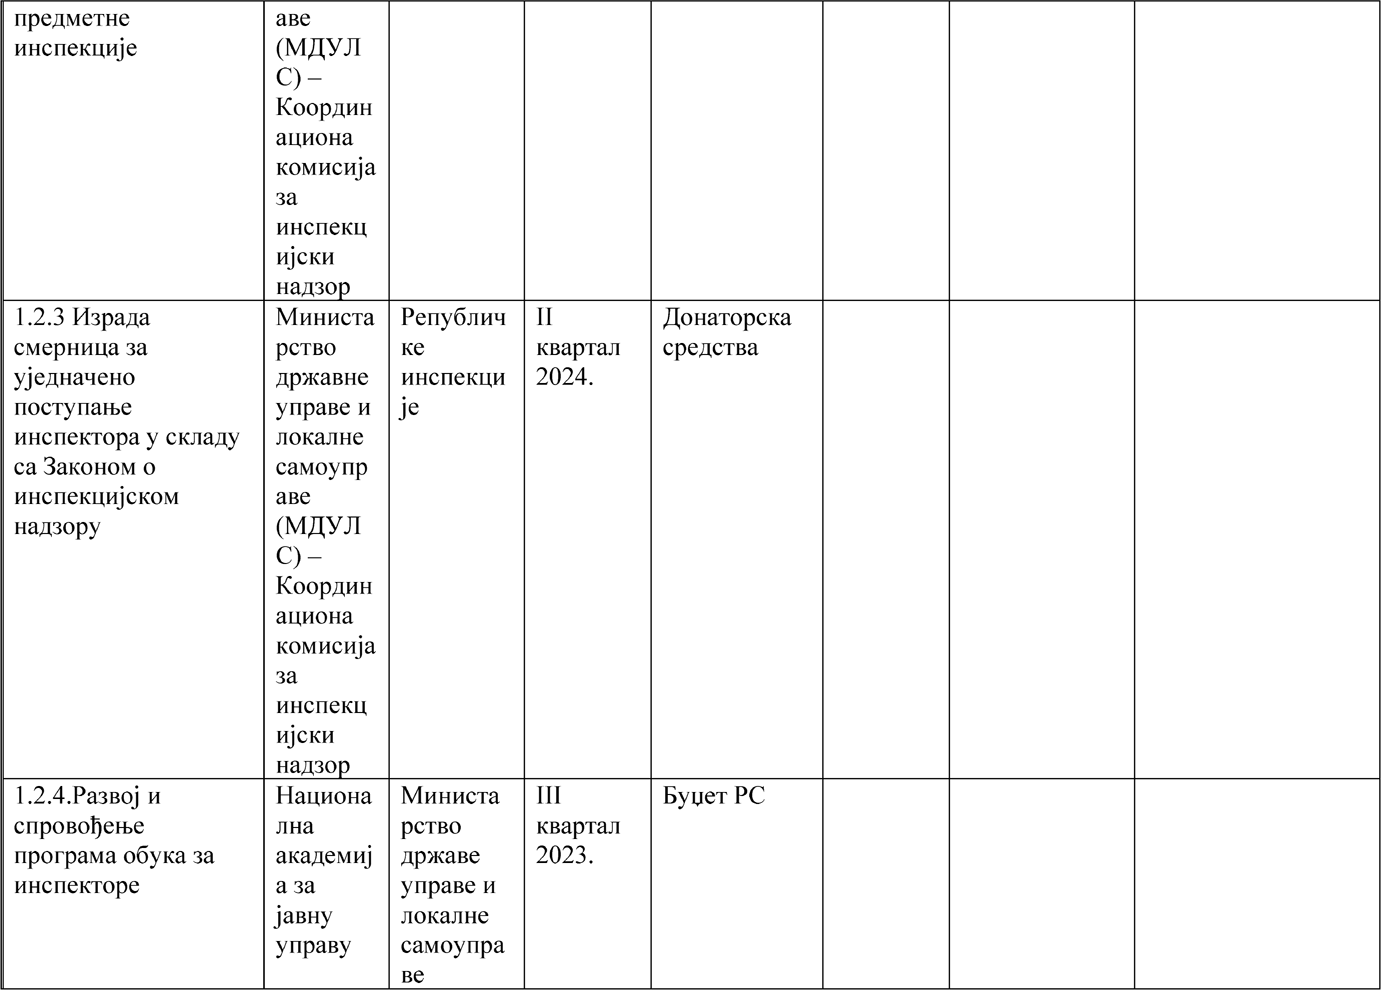 предметне
инспекције
аве
(МДУЛ
С) –
Координ
ациона
комисија
за
инспекц
ијски
надзор
1.2.3 Израда
смерница за
уједначено
поступање
инспектора у складу
са Законом о
инспекцијском
надзору
Министа
рство
државне
управе и
локалне
самоупр
аве
(МДУЛ
С) –
Координ
ациона
комисија
за
инспекц
ијски
надзор
Републич
ке
инспекци
је
II
квартал
2024.
Донаторска
средства
1.2.4.Развој и
спровођење
програма обука за
инспекторе
Национа
лна
академиј
а за
јавну
управу
Министа
рство
државе
управе и
локалне
самоупра
ве
III
квартал
2023.
Буџет РС